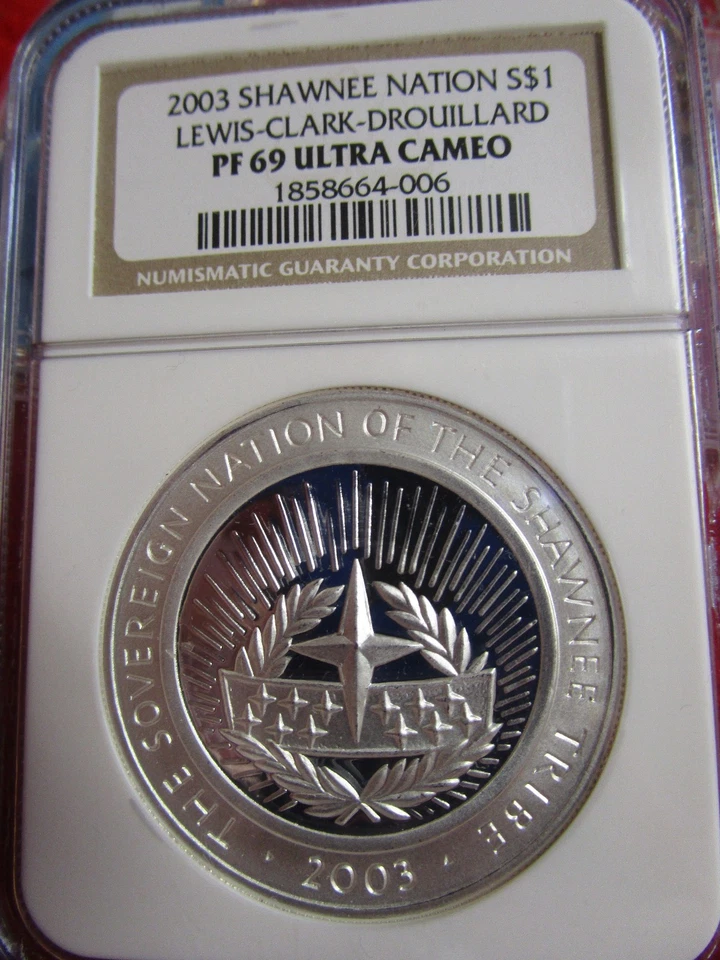 2003 SHAWNEE NATION S$1
LEWIS-CLARK-DROUILLARD
PF 69 ULTRA CAMEO
1858664-006
NUMISMATIC GUARANTY CORPORATION
THE SOVEREIGN NATION OF THE SHAWNEE TRIBE
· 2003 ·